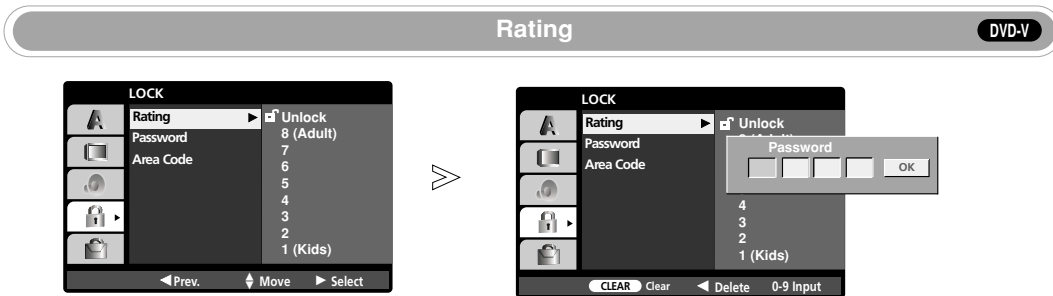 Rating
DVD-V
LOCK
Rating ► Unlock
Password 8 (Adult)
Area Code 7
6
5
4
3
2
1 (Kids)
◄ Prev. Move ► Select
LOCK
Rating ► Unlock
Password
Area Code
Password
OK
4
3
2
1 (Kids)
CLEAR Clear ◄ Delete 0-9 Input